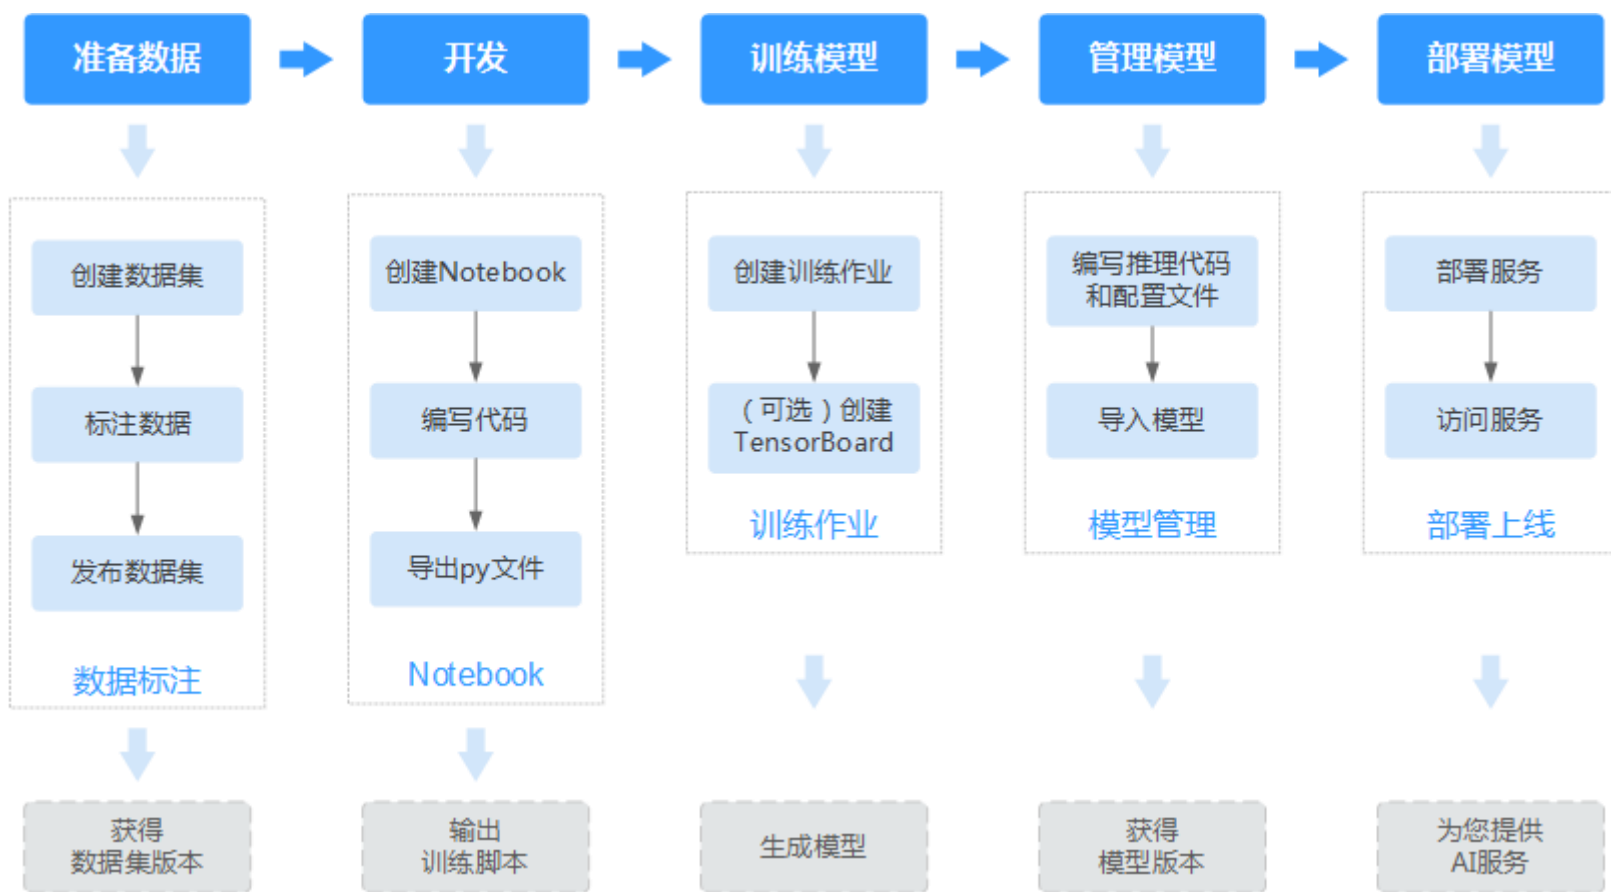 准备数据
开发
训练模型
管理模型
部署模型
创建数据集
标注数据
发布数据集
数据标注
获得
数据集版本
创建Notebook
编写代码
导出py文件
Notebook
输出
训练脚本
创建训练作业
（可选）创建
TensorBoard
训练作业
生成模型
编写推理代码
和配置文件
导入模型
模型管理
获得
模型版本
部署服务
访问服务
部署上线
为您提供
AI服务